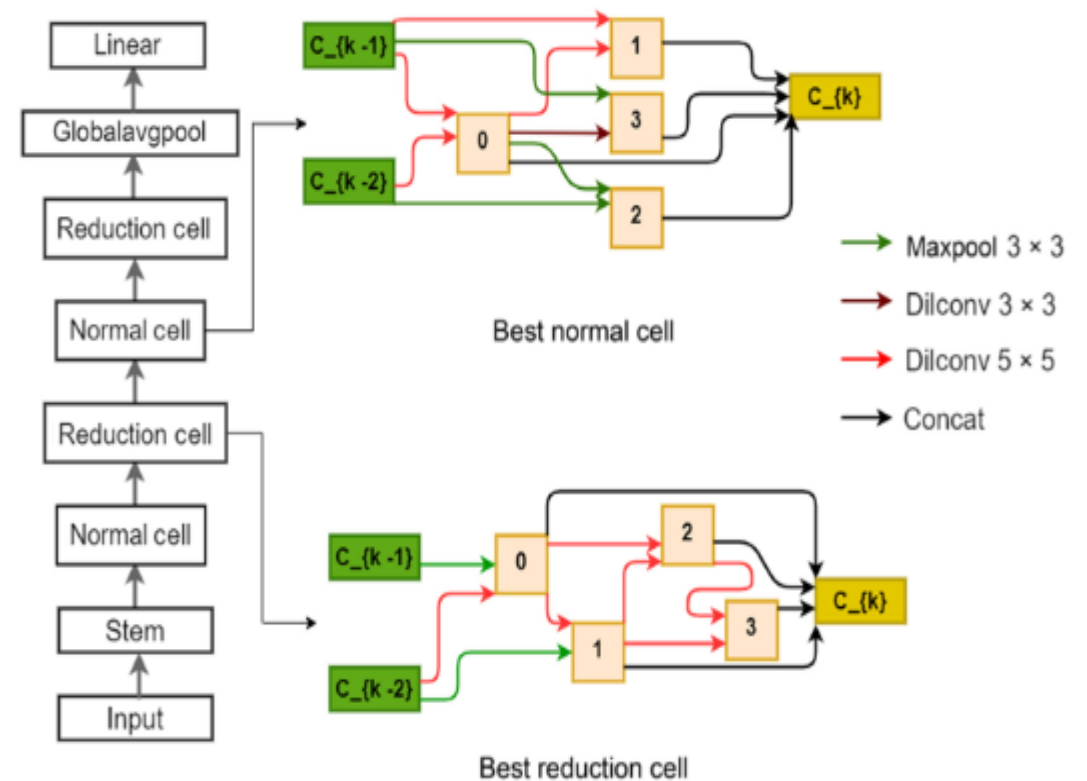 Linear
Globalavgpool
Reduction cell
Normal cell
Reduction cell
Normal cell
Stem
Input
C_{k -1}
C_{k -2}
0
1
3
2
C_{k}
Best normal cell
Maxpool 3 × 3
Dilconv 3 × 3
Dilconv 5 × 5
Concat
C_{k -1}
C_{k -2}
0
1
2
3
C_{k}
Best reduction cell